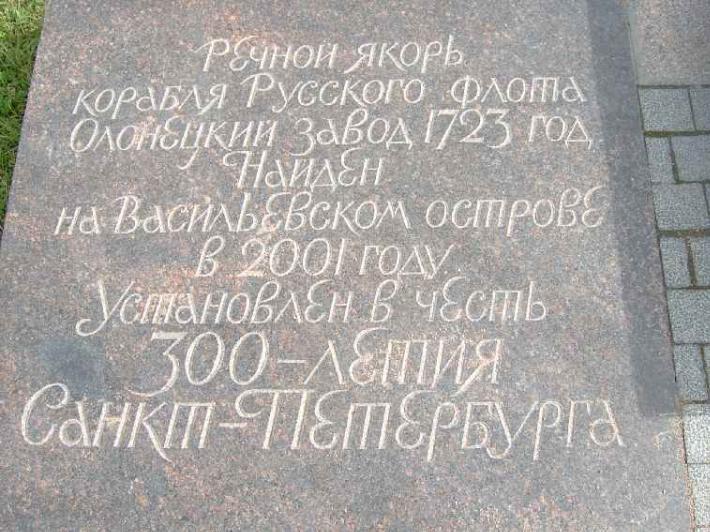 Речной якорь
корабля Русского флота
Олонецкий завод, 1723 год,
Найден
на Васильевском острове
в 2001 году.
Установлен в честь
300-летия
Санкт-Петербурга